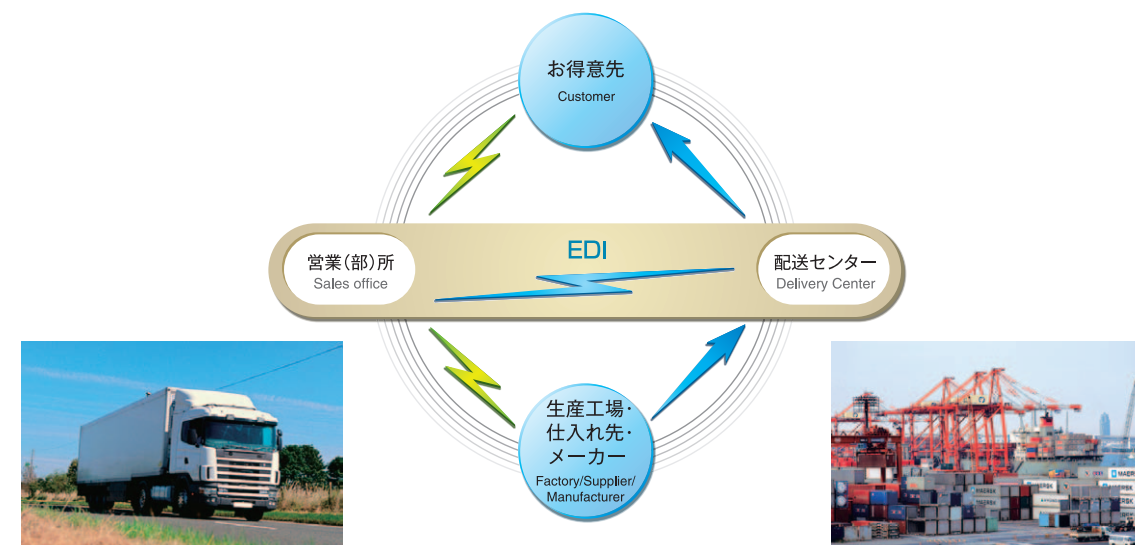 お得意先
Customer
EDI
営業(部)所
Sales office
配送センター
Delivery Center
生産工場・
仕入れ先・
メーカー
Factory/Supplier/
Manufacturer
MAERSK